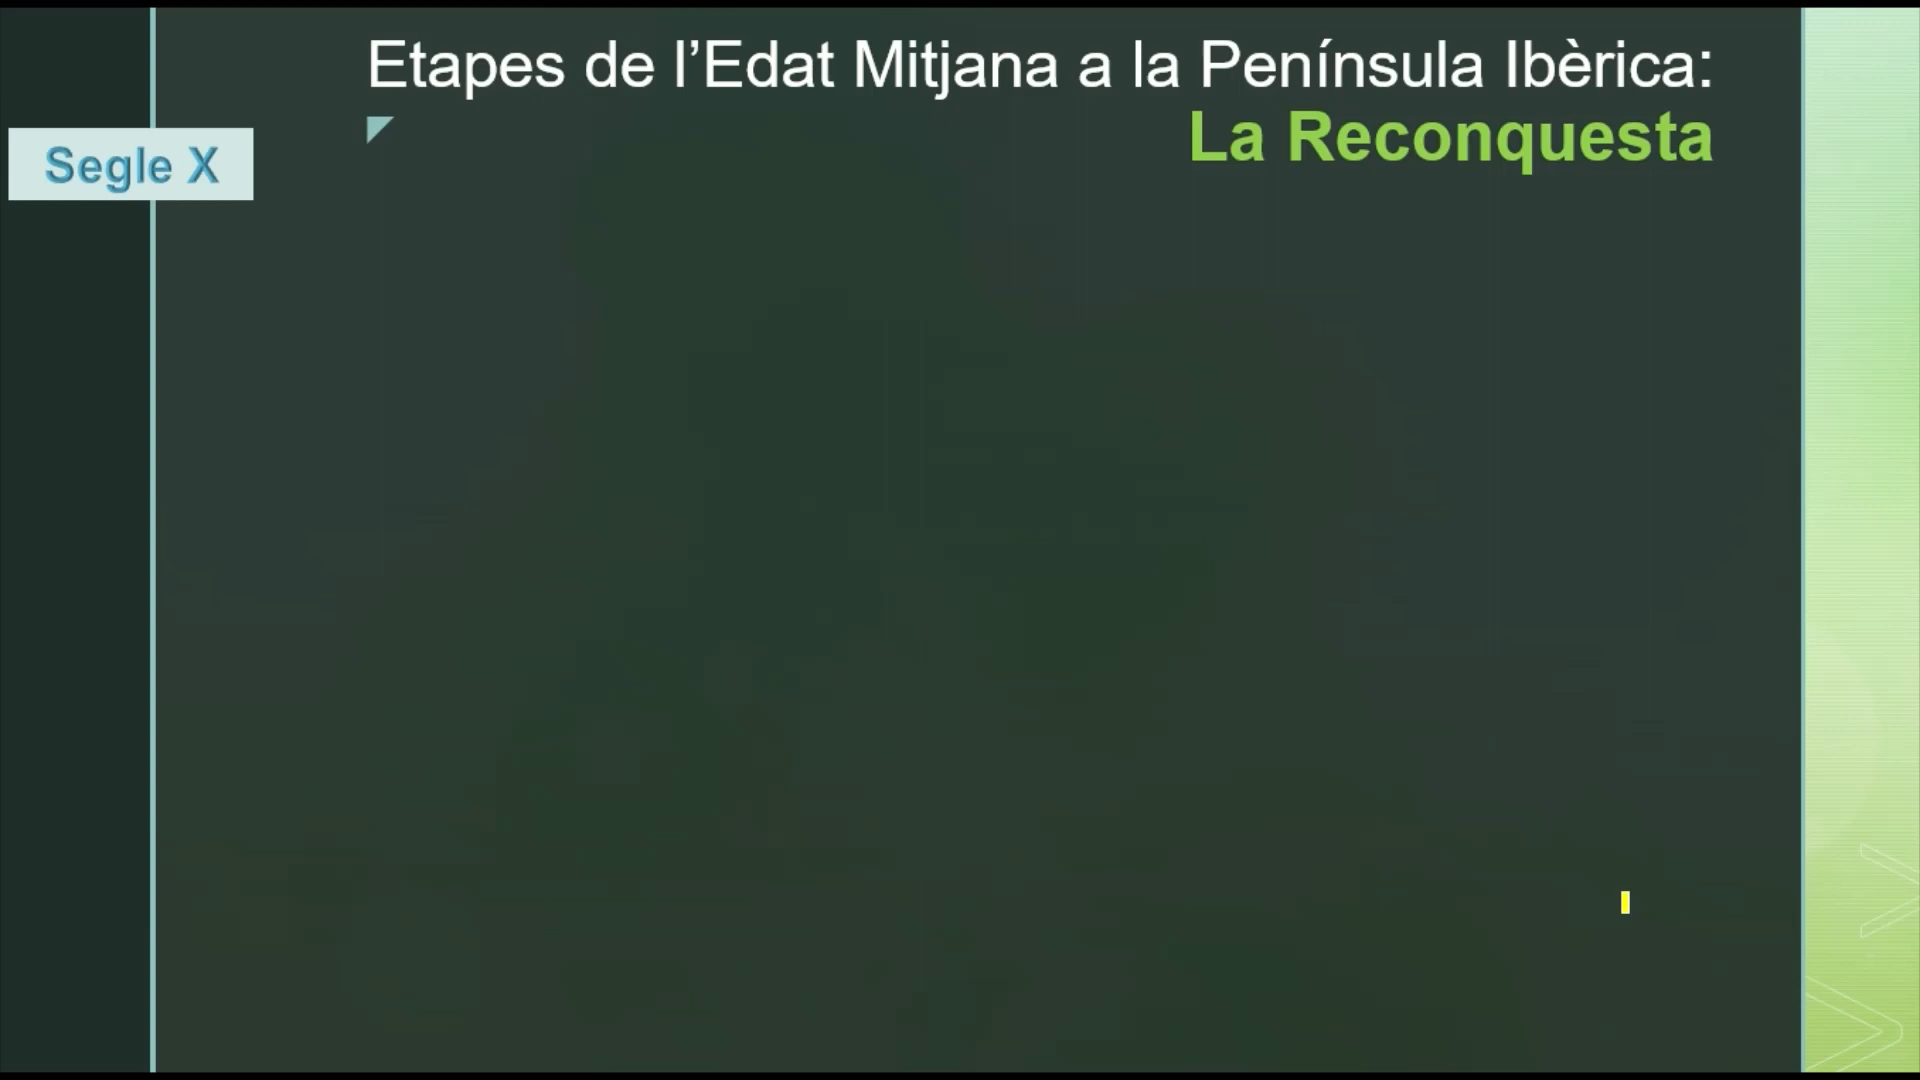 Etapes de l’Edat Mitjana a la Península Ibèrica:
La Reconquesta
Segle X